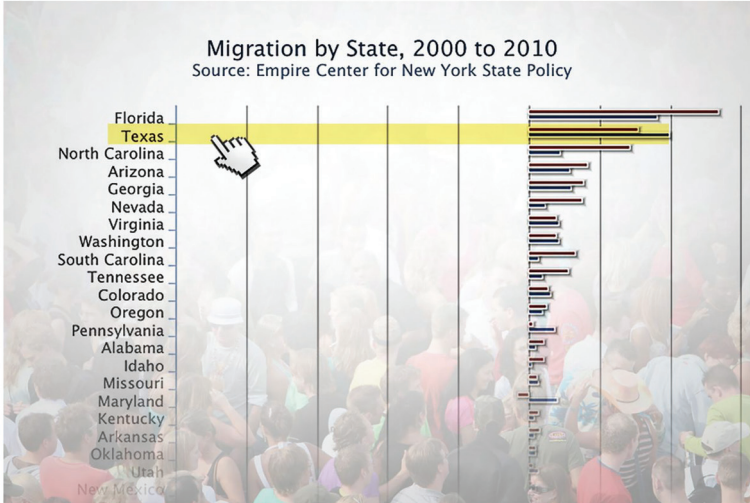 Migration by State, 2000 to 2010
Source: Empire Center for New York State Policy
Florida
Texas
North Carolina
Arizona
Georgia
Nevada
Virginia
Washington
South Carolina
Tennessee
Colorado
Oregon
Pennsylvania
Alabama
Idaho
Missouri
Maryland
Kentucky
Arkansas
Oklahoma
Utah
New Mexico